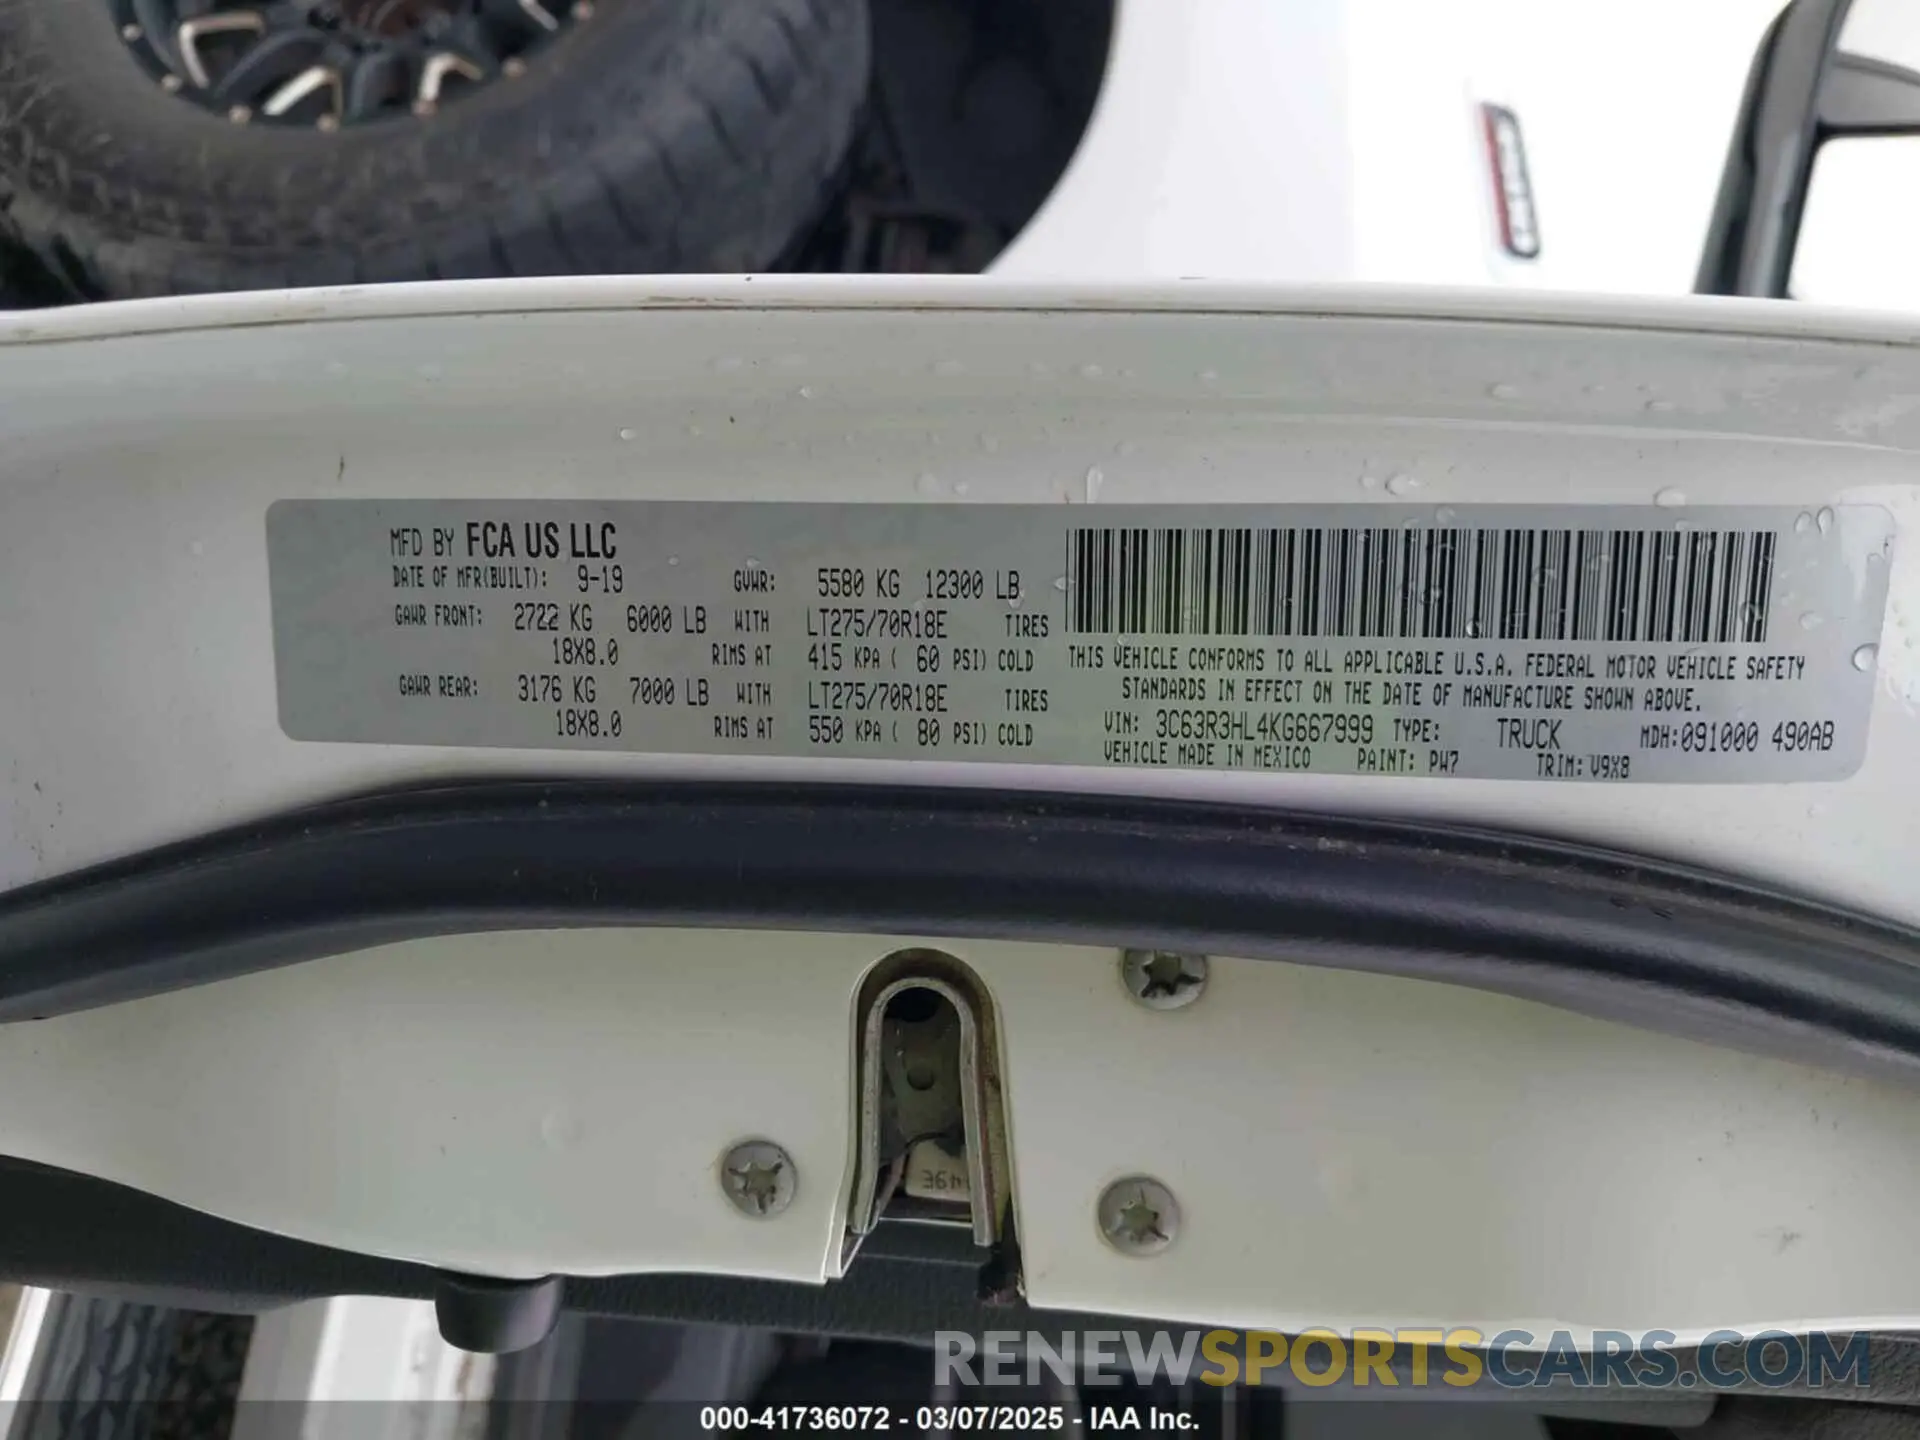 MFD BY FCA US LLC
DATE OF MFR(BUILT): 9-19 GVWR: 5580 KG 12300 LB
GAWR FRONT: 2722 KG 6000 LB WITH LT275/70R18E TIRES
18X8.0 RIMS AT 415 KPA ( 60 PSI) COLD
GAWR REAR: 3176 KG 7000 LB WITH LT275/70R18E TIRES
18X8.0 RIMS AT 550 KPA ( 80 PSI) COLD
THIS VEHICLE CONFORMS TO ALL APPLICABLE U.S.A. FEDERAL MOTOR VEHICLE SAFETY
STANDARDS IN EFFECT ON THE DATE OF MANUFACTURE SHOWN ABOVE.
VIN: 3C63R3HL4KG667999 TYPE: TRUCK MDH:091000 490AB
VEHICLE MADE IN MEXICO PAINT: PW7 TRIM: V9X8
RENEWSPORTSCARS.COM
000-41736072 - 03/07/2025 - IAA Inc.